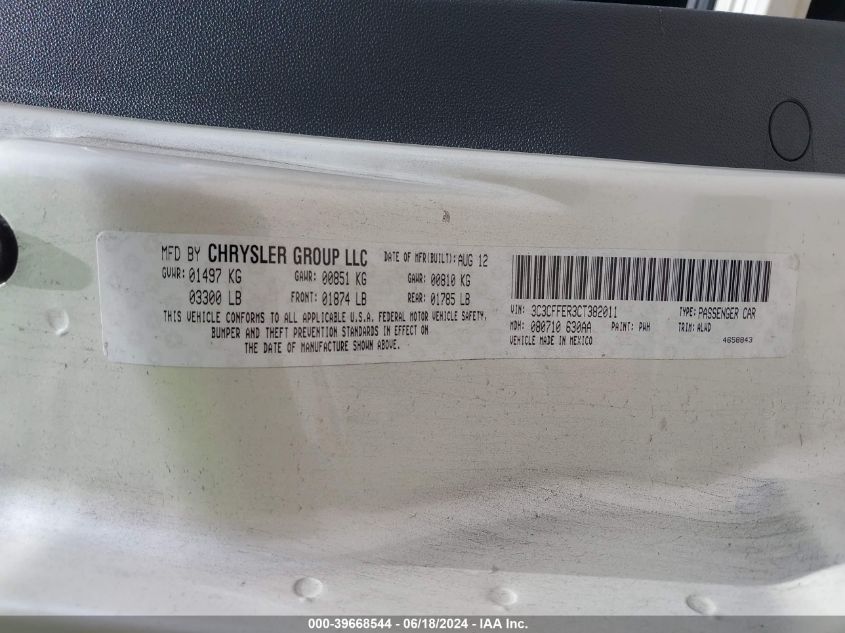 MFD BY CHRYSLER GROUP LLC DATE OF MFR(BUILT): AUG 12
GVWR: 01497 KG GAWR: 00851 KG GAWR: 00810 KG
03300 LB FRONT: 01874 LB REAR: 01785 LB
THIS VEHICLE CONFORMS TO ALL APPLICABLE U.S.A. FEDERAL MOTOR VEHICLE SAFETY,
BUMPER AND THEFT PREVENTION STANDARDS IN EFFECT ON
THE DATE OF MANUFACTURE SHOWN ABOVE.
VIN: 3C3CFFER3CT382011 TYPE: PASSENGER CAR
MDH: 080710 630AA PAINT: PWH TRIM: ALWD
VEHICLE MADE IN MEXICO 4658843
000-39668544 - 06/18/2024 - IAA Inc.